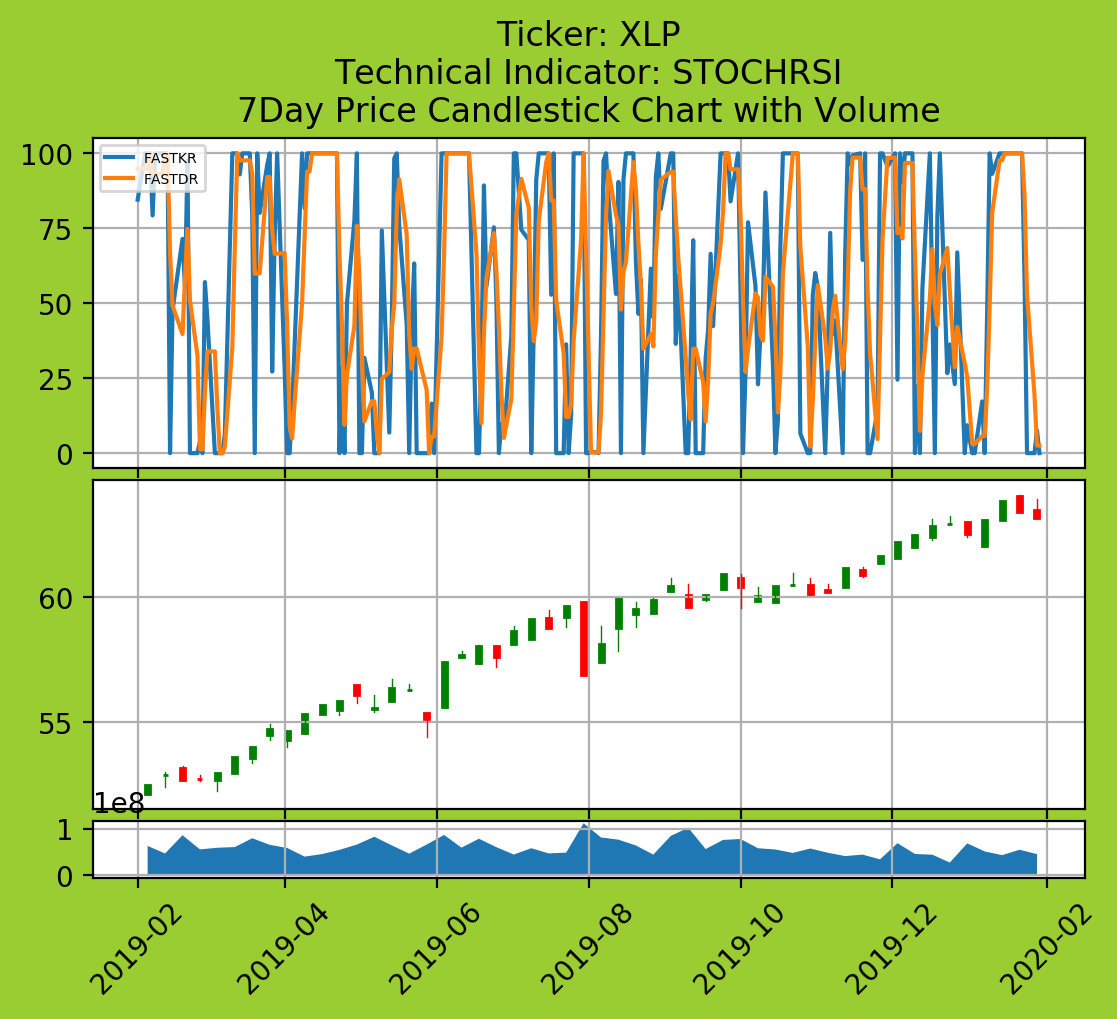 Ticker: XLP
Technical Indicator: STOCHRSI
7Day Price Candlestick Chart with Volume
100
75
50
25
0
FASTKR
FASTDR
60
55
1e8
1
0
2019-02
2019-04
2019-06
2019-08
2019-10
2019-12
2020-02